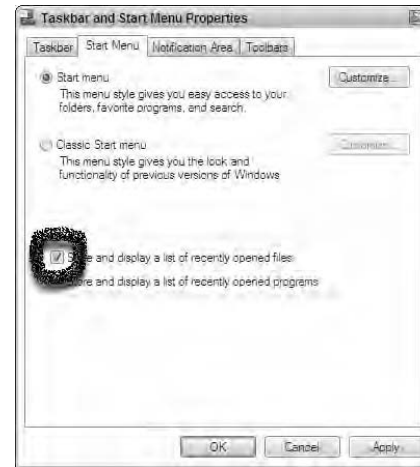 Taskbar and Start Menu Properties
Taskbar Start Menu Notification Area Toolbars
Start menu Customize...
This menu style gives you easy access to your
folders, favorite programs, and search.
Classic Start menu Customize...
This menu style gives you the look and
functionality of previous versions of Windows
and display a list of recently opened files
and display a list of recently opened programs
OK Cancel Apply